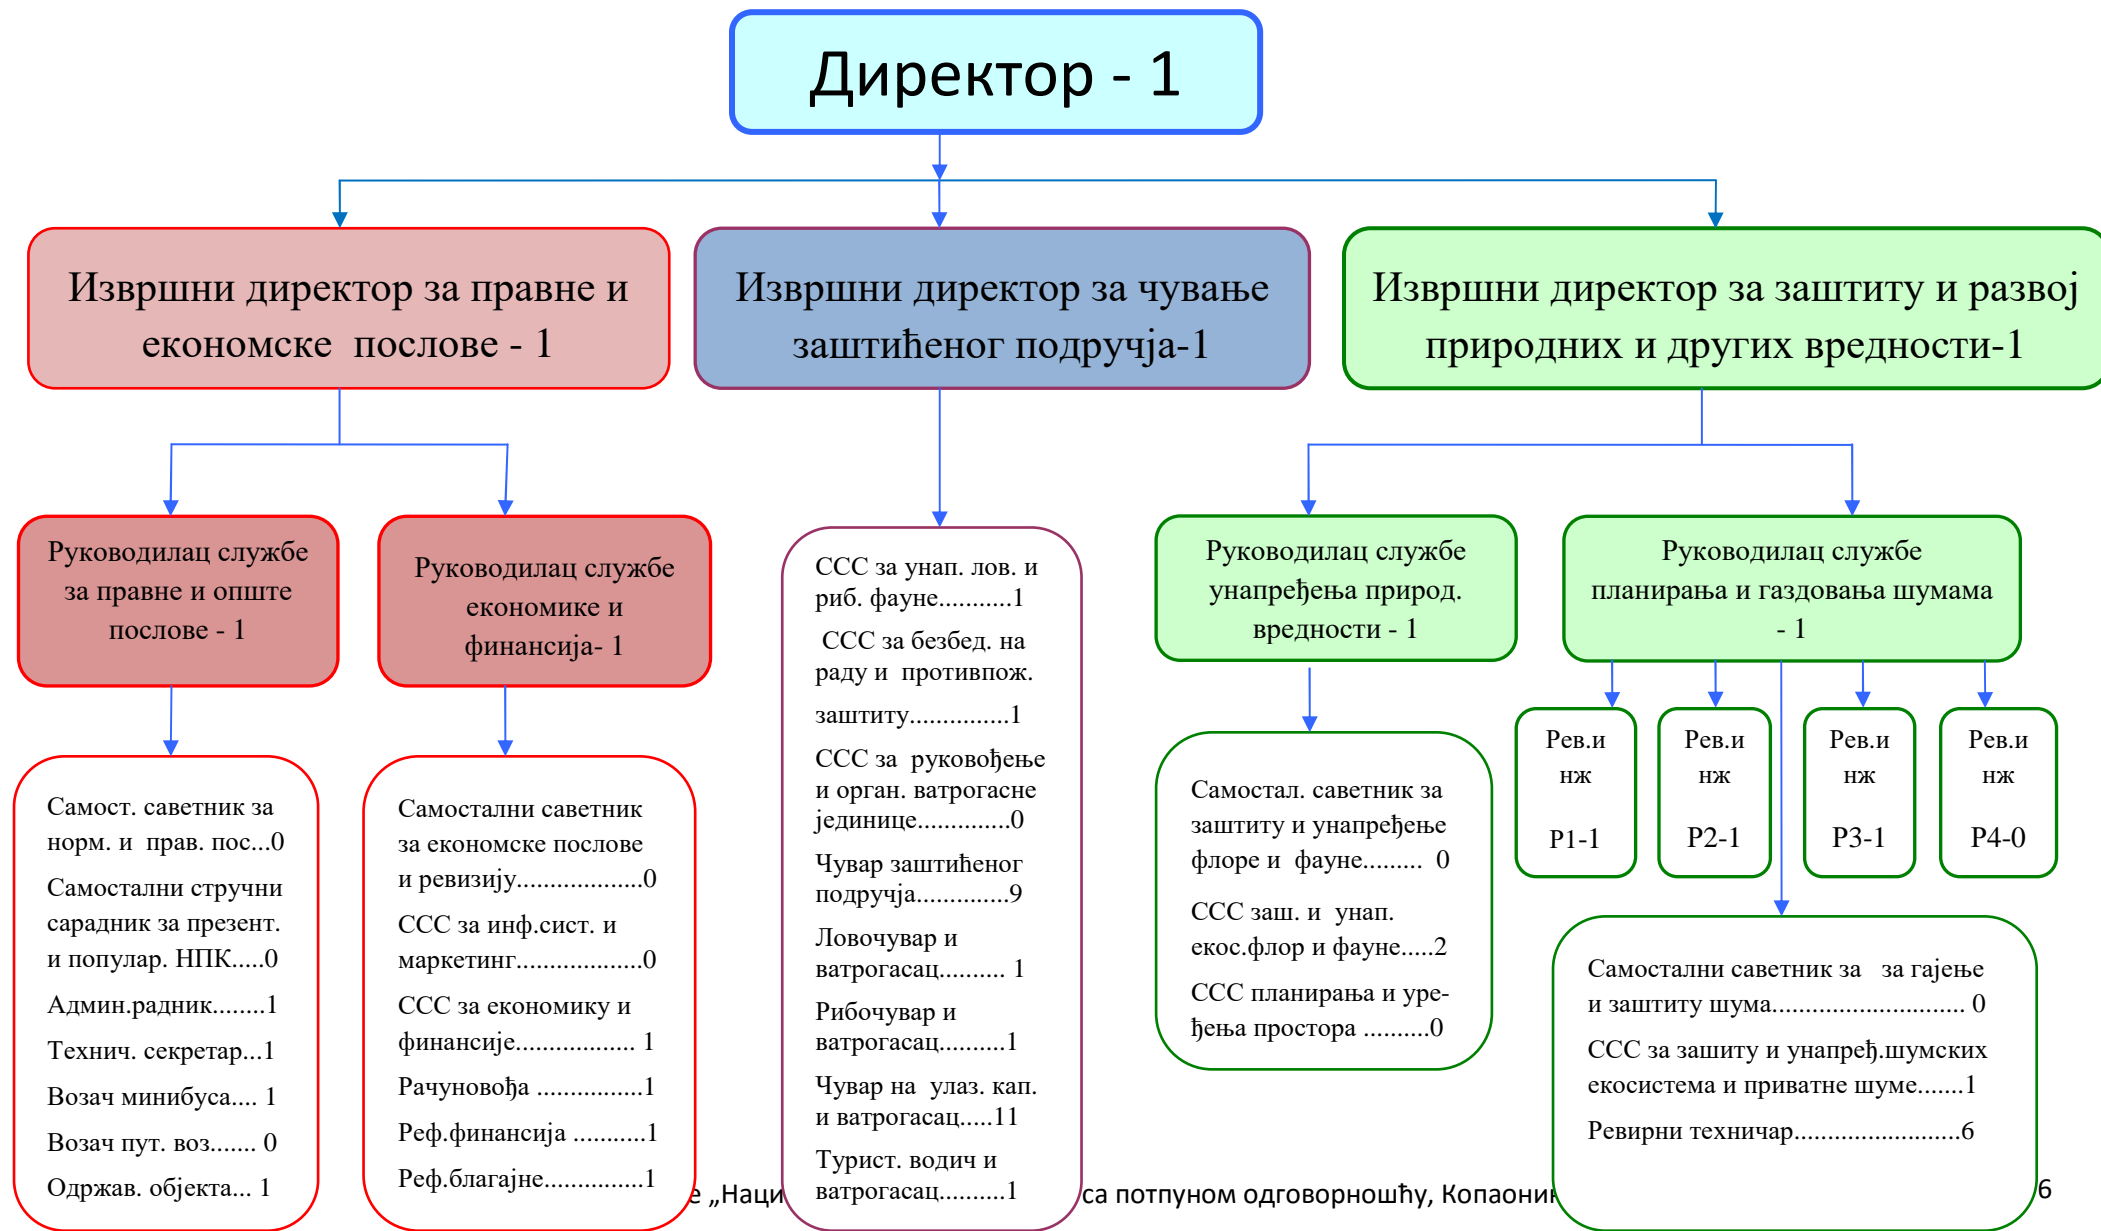 Директор - 1
Извршни директор за правне и
економске послове - 1
Извршни директор за чување
заштићеног подручја-1
Извршни директор за заштиту и развој
природних и других вредности-1
Руководилац службе
за правне и опште
послове - 1
Руководилац службе
економике и
финансија- 1
Руководилац службе
унапређења природ.
вредности - 1
Руководилац службе
планирања и газдовања шумама
- 1
Самост. саветник за
норм. и прав. пос...0
Самостални стручни
сарадник за презент.
и популар. НПК.....0
Админ.радник........1
Технич. секретар...1
Возач минибуса.... 1
Возач пут. воз....... 0
Одржав. објекта... 1
Самостални саветник
за економске послове
и ревизију...................0
ССС за инф.сист. и
маркетинг...................0
ССС за економику и
финансије.................. 1
Рачуновођа ................1
Реф.финансија ...........1
Реф.благајне...............1
ССС за унап. лов. и
риб. фауне...........1
ССС за безбед. на
раду и противпож.
заштиту...............1
ССС за руковођење
и орган. ватрогасне
јединице..............0
Чувар заштићеног
подручја..............9
Ловочувар и
ватрогасац.......... 1
Рибочувар и
ватрогасац..........1
Чувар на улаз. кап.
и ватрогасац.....11
Турист. водич и
ватрогасац..........1
Самостал. саветник за
заштиту и унапређење
флоре и фауне......... 0
ССС заш. и унап.
екос.флор и фауне.....2
ССС планирања и уре-
ђења простора ..........0
Рев.и
нж
Р1-1
Рев.и
нж
Р2-1
Рев.и
нж
Р3-1
Рев.и
нж
Р4-0
Самостални саветник за за гајење
и заштиту шума............................. 0
ССС за зашиту и унапређ.шумских
екосистема и приватне шуме.......1
Ревирни техничар.........................6
е „Наци са потпуном одговорношћу, Копаони 6